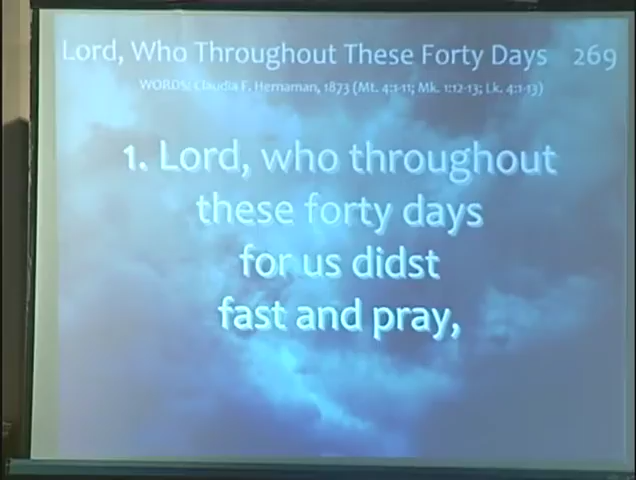 Lord, Who Throughout These Forty Days 269
WORDS: Claudia F. Hernaman, 1873 (Mt. 4:1-11; Mk. 1:12-13; Lk. 4:1-13)
1. Lord, who throughout
these forty days
for us didst
fast and pray,